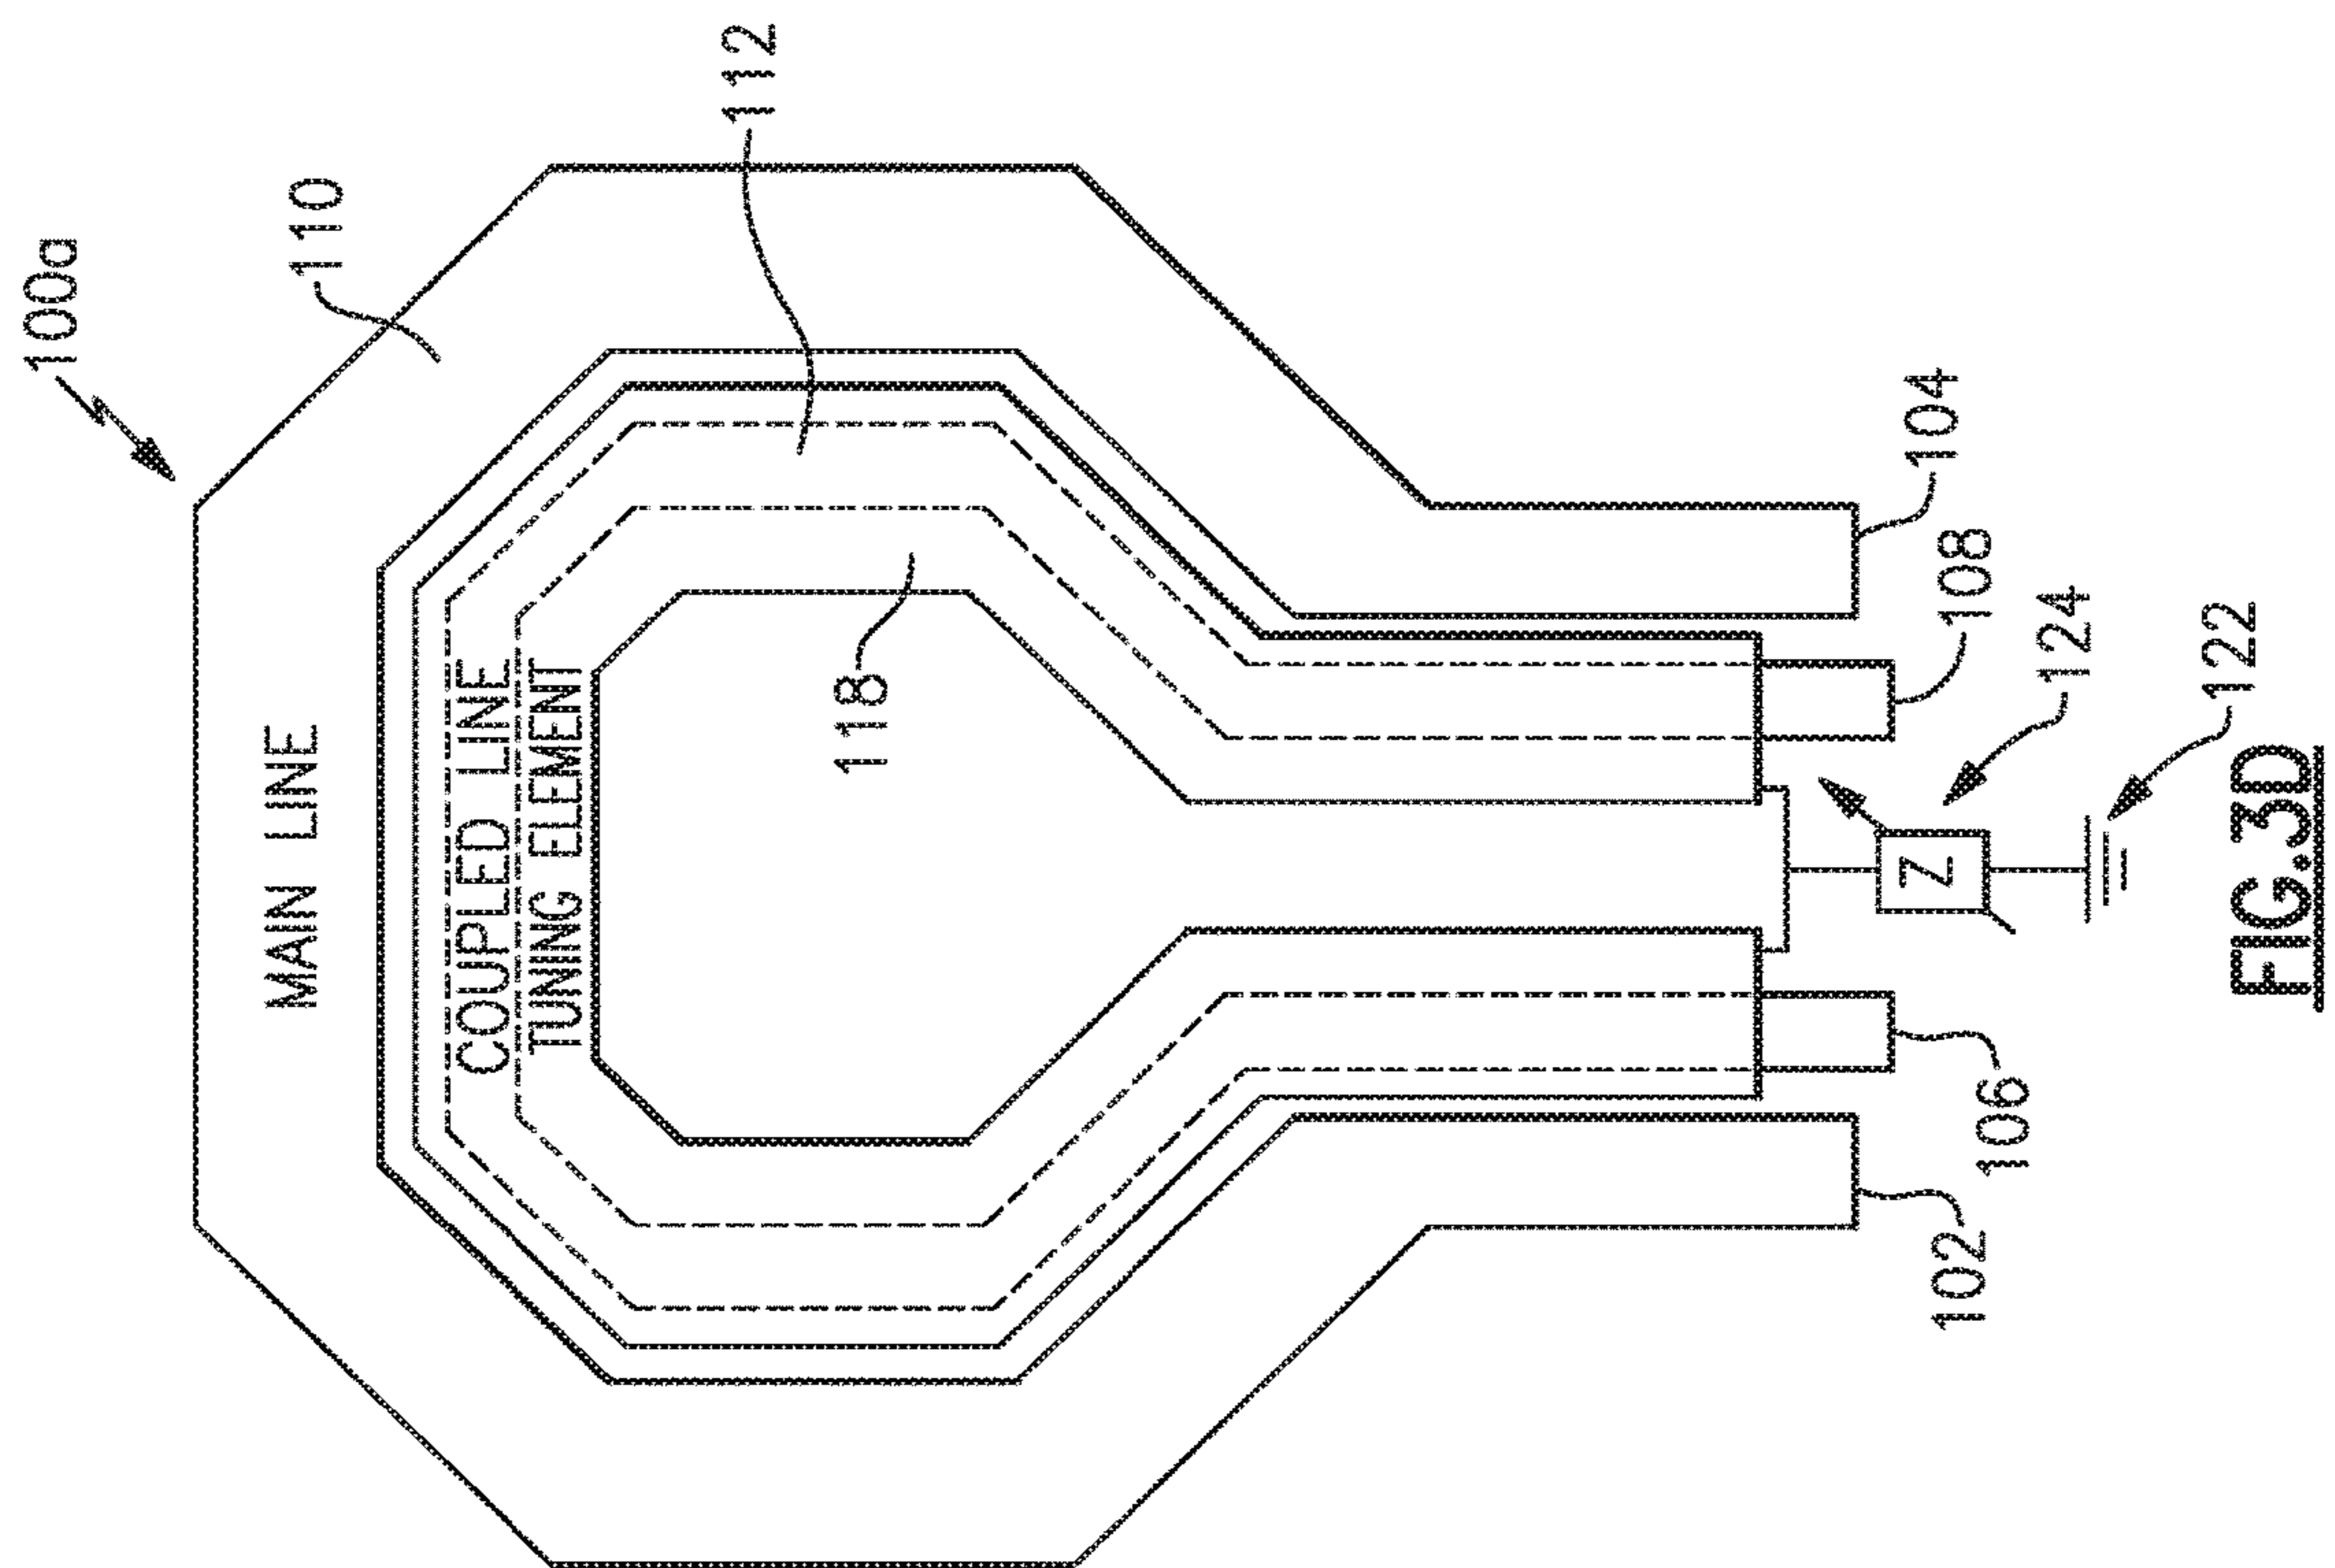 100a
110
112
MAIN LINE
COUPLED LINE
TUNING ELEMENT
118
104
108
124
122
Z
106
102
FIG.3D